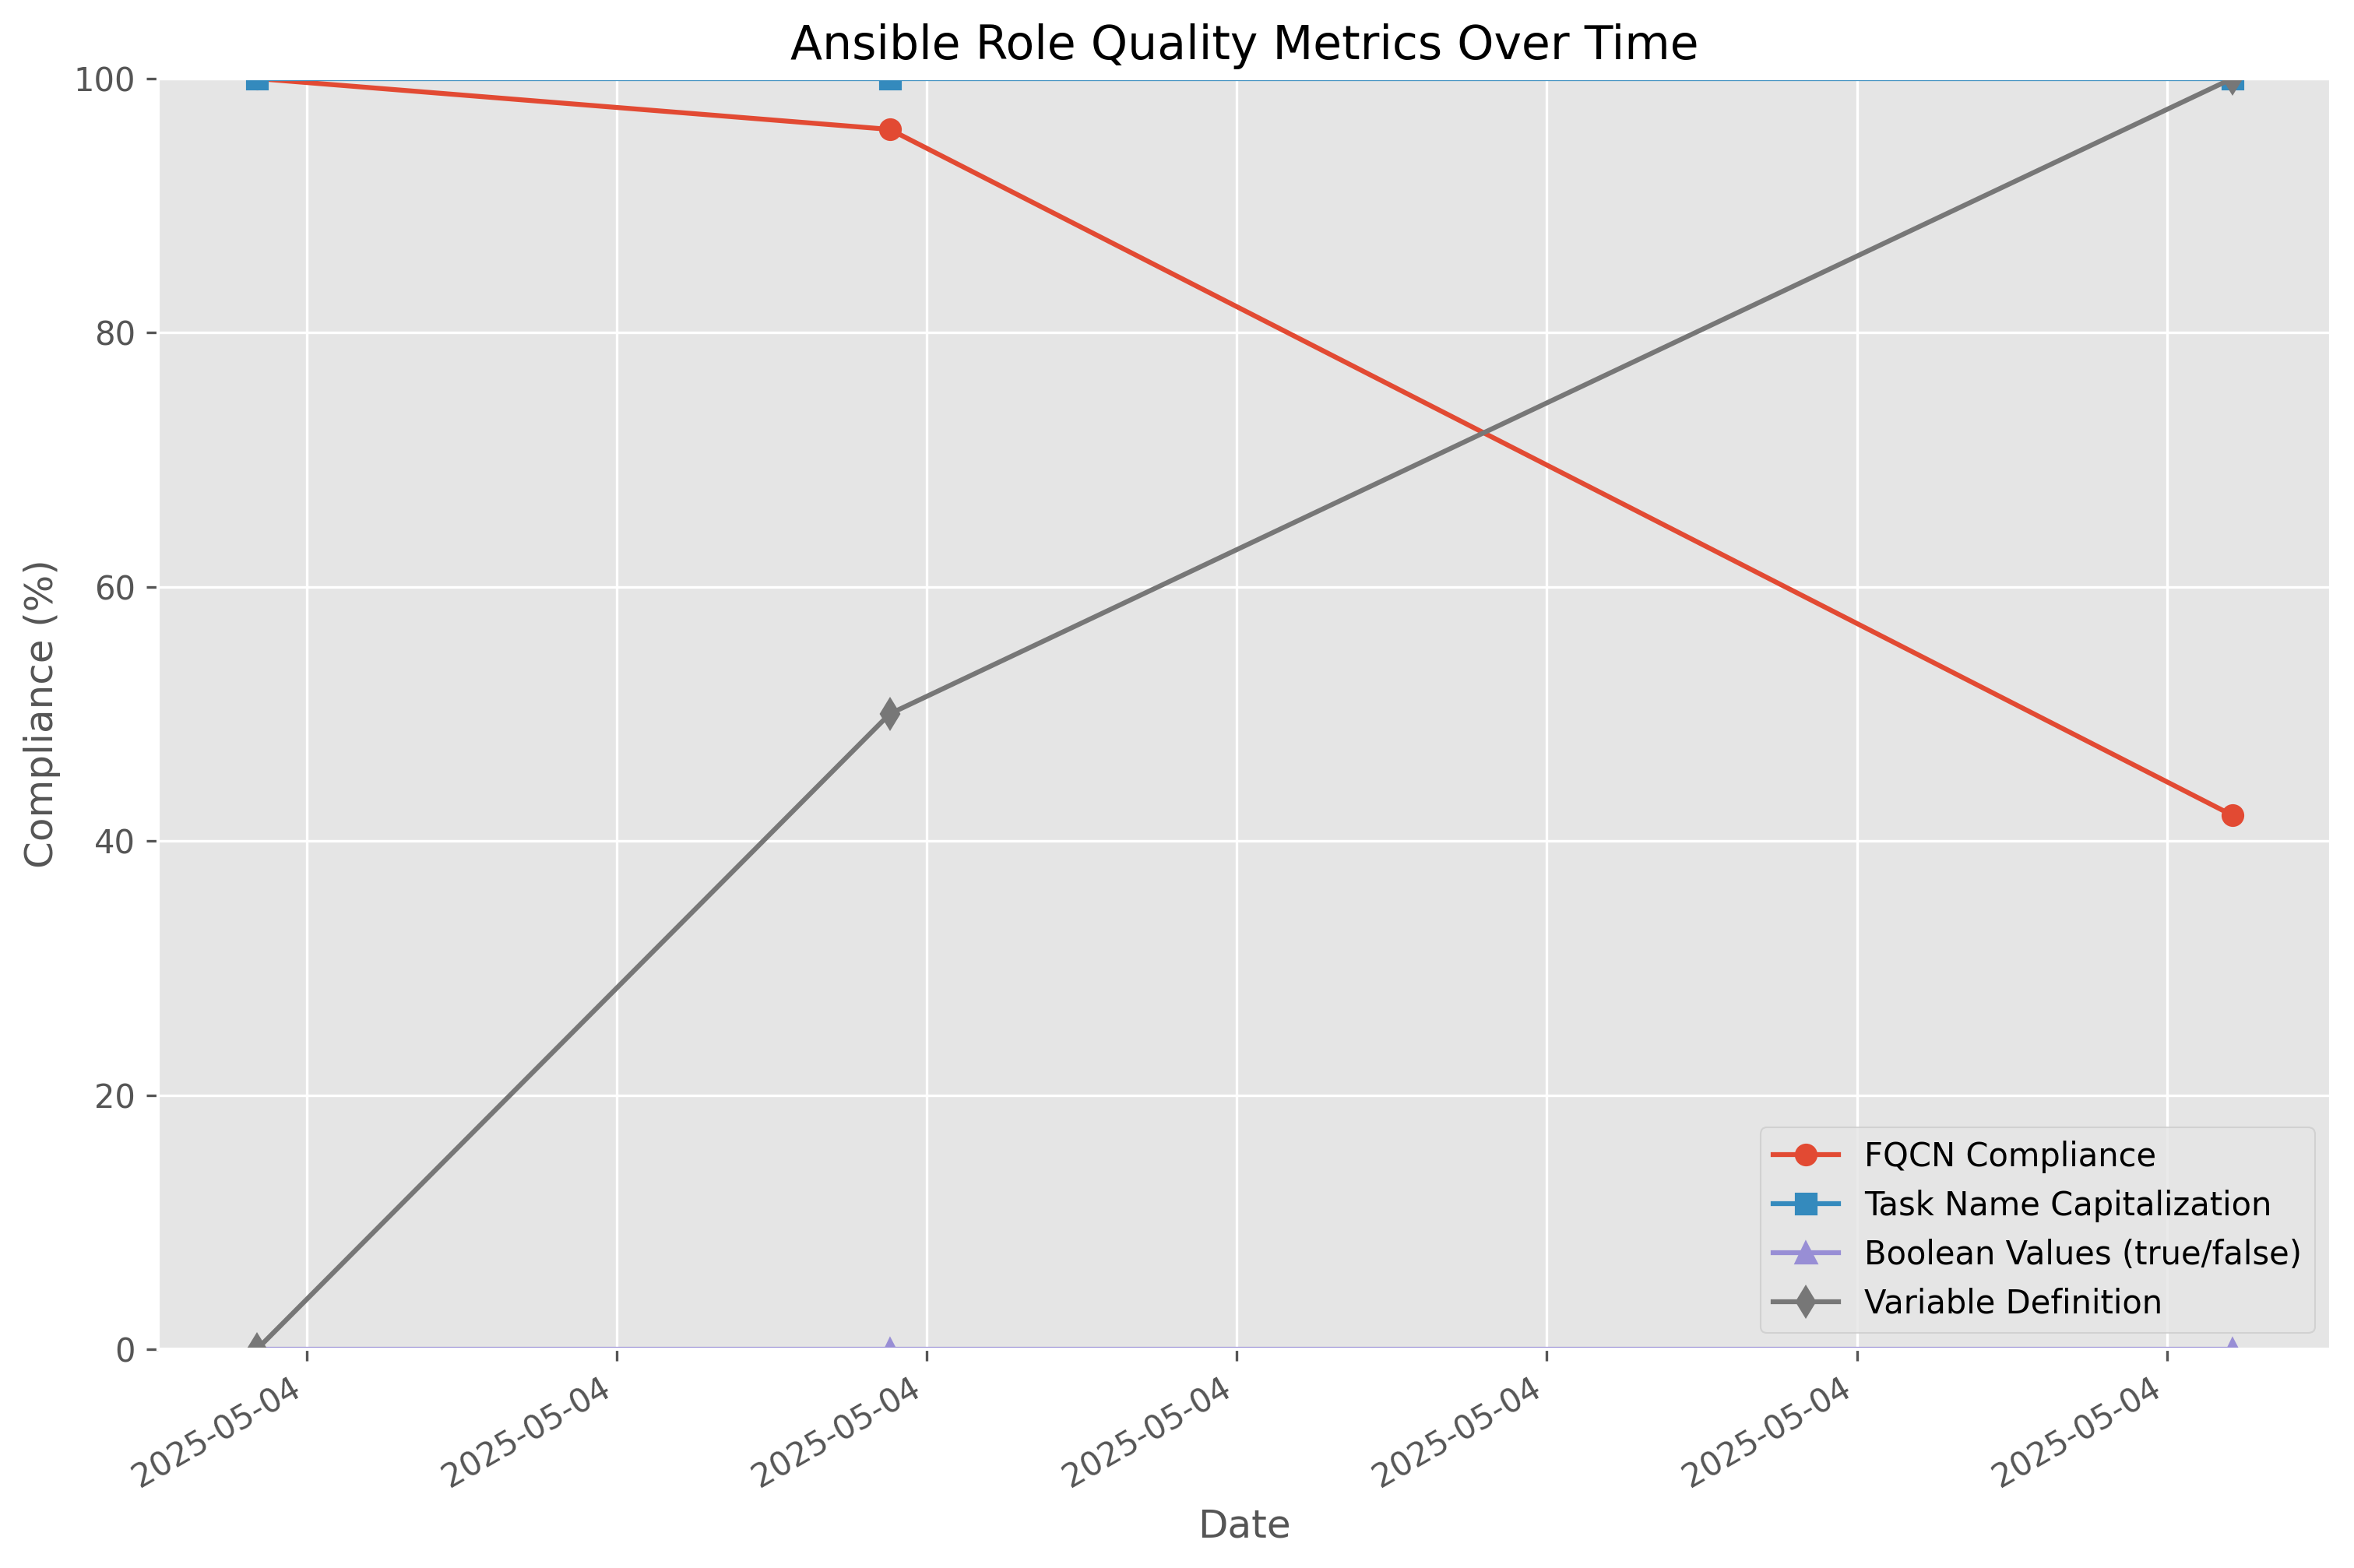 Ansible Role Quality Metrics Over Time
100
80
60
40
20
0
Compliance (%)
FQCN Compliance
Task Name Capitalization
Boolean Values (true/false)
Variable Definition
2025-05-04
2025-05-04
2025-05-04
2025-05-04
2025-05-04
2025-05-04
2025-05-04
Date